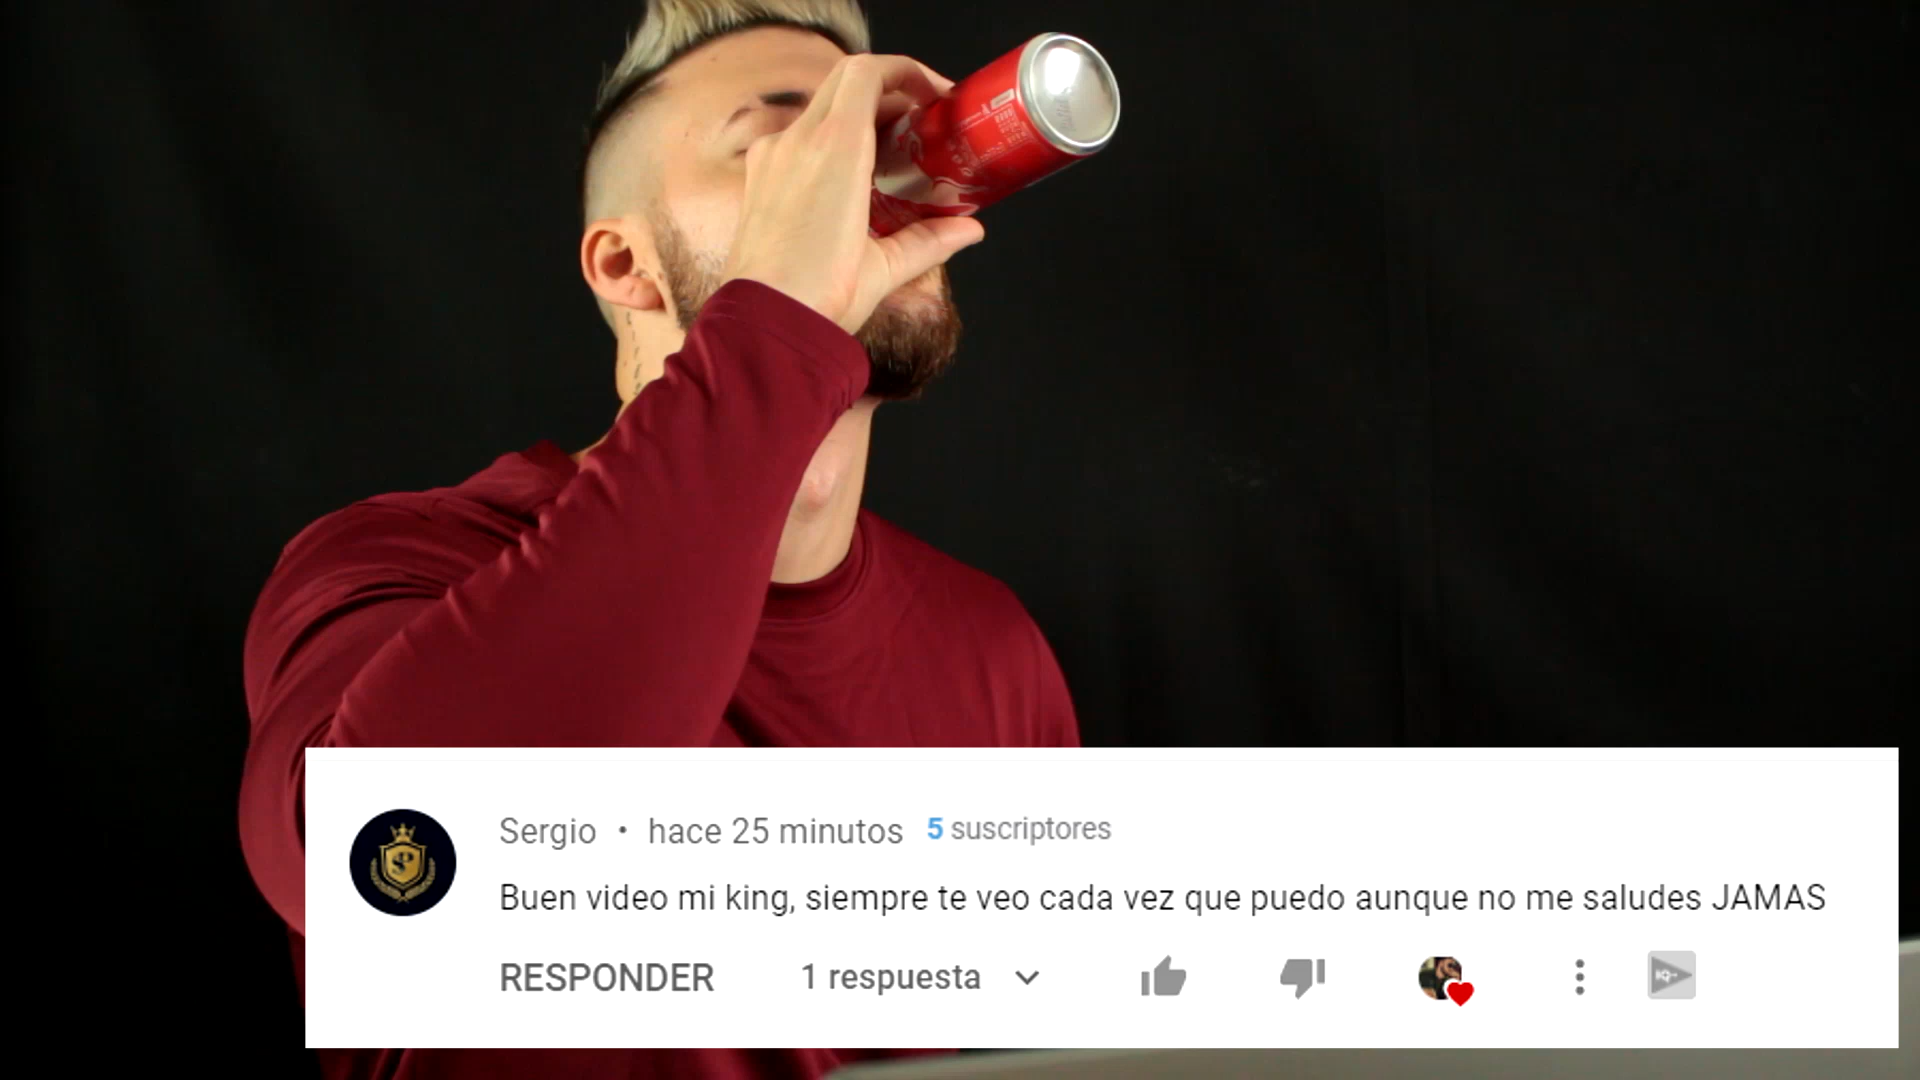 Sergio • hace 25 minutos 5 suscriptores
Buen video mi king, siempre te veo cada vez que puedo aunque no me saludes JAMAS
RESPONDER 1 respuesta